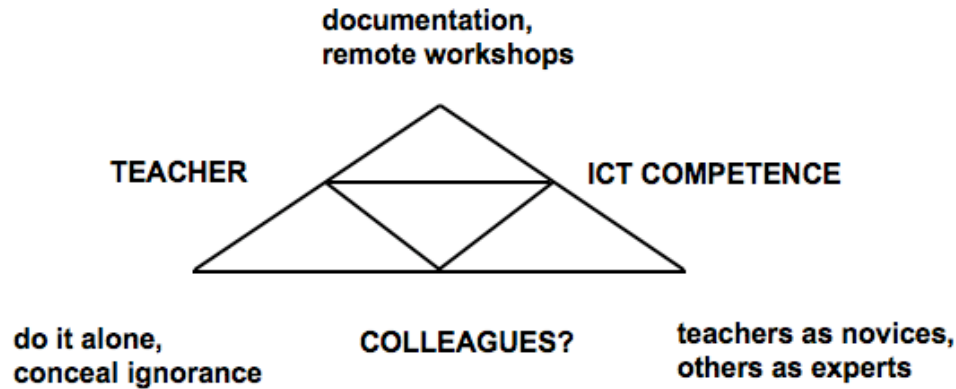 documentation,
remote workshops
TEACHER
ICT COMPETENCE
do it alone,
conceal ignorance
COLLEAGUES?
teachers as novices,
others as experts